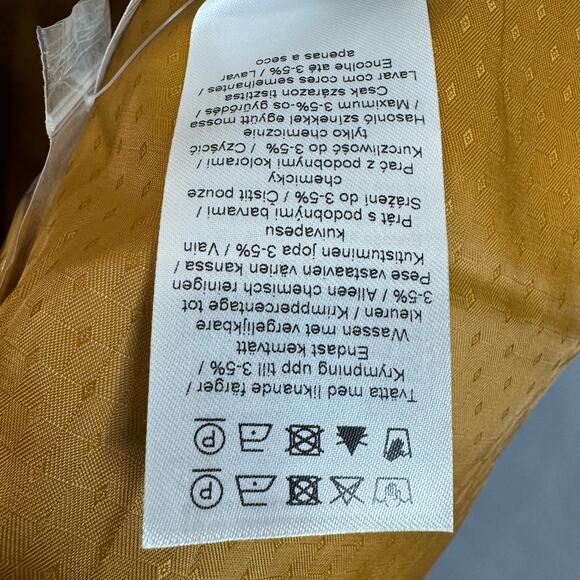 P
P
Tvätta med liknande färger /
Krympning upp till 3-5% /
Endast kemtvätt
Wassen met vergelijkbare
kleuren / Krimppercentage tot
3-5% / Alleen chemisch reinigen
Pese vastaavien värien kanssa /
Kutistuminen jopa 3-5% / Vain
kuivapesu
Prát s podobnými barvami /
Srážení do 3-5% / Čistit pouze
chemicky
Prać z podobnymi kolorami /
Kurczliwość do 3-5% / Czyścić
tylko chemicznie
Hasonló színekkel együtt mossa
/ Maximum 3-5%-os gyűrődés /
Csak szárazon tisztítsa
Lavar com cores semelhantes /
Encolhe até 3-5% / Lavar
apenas a seco